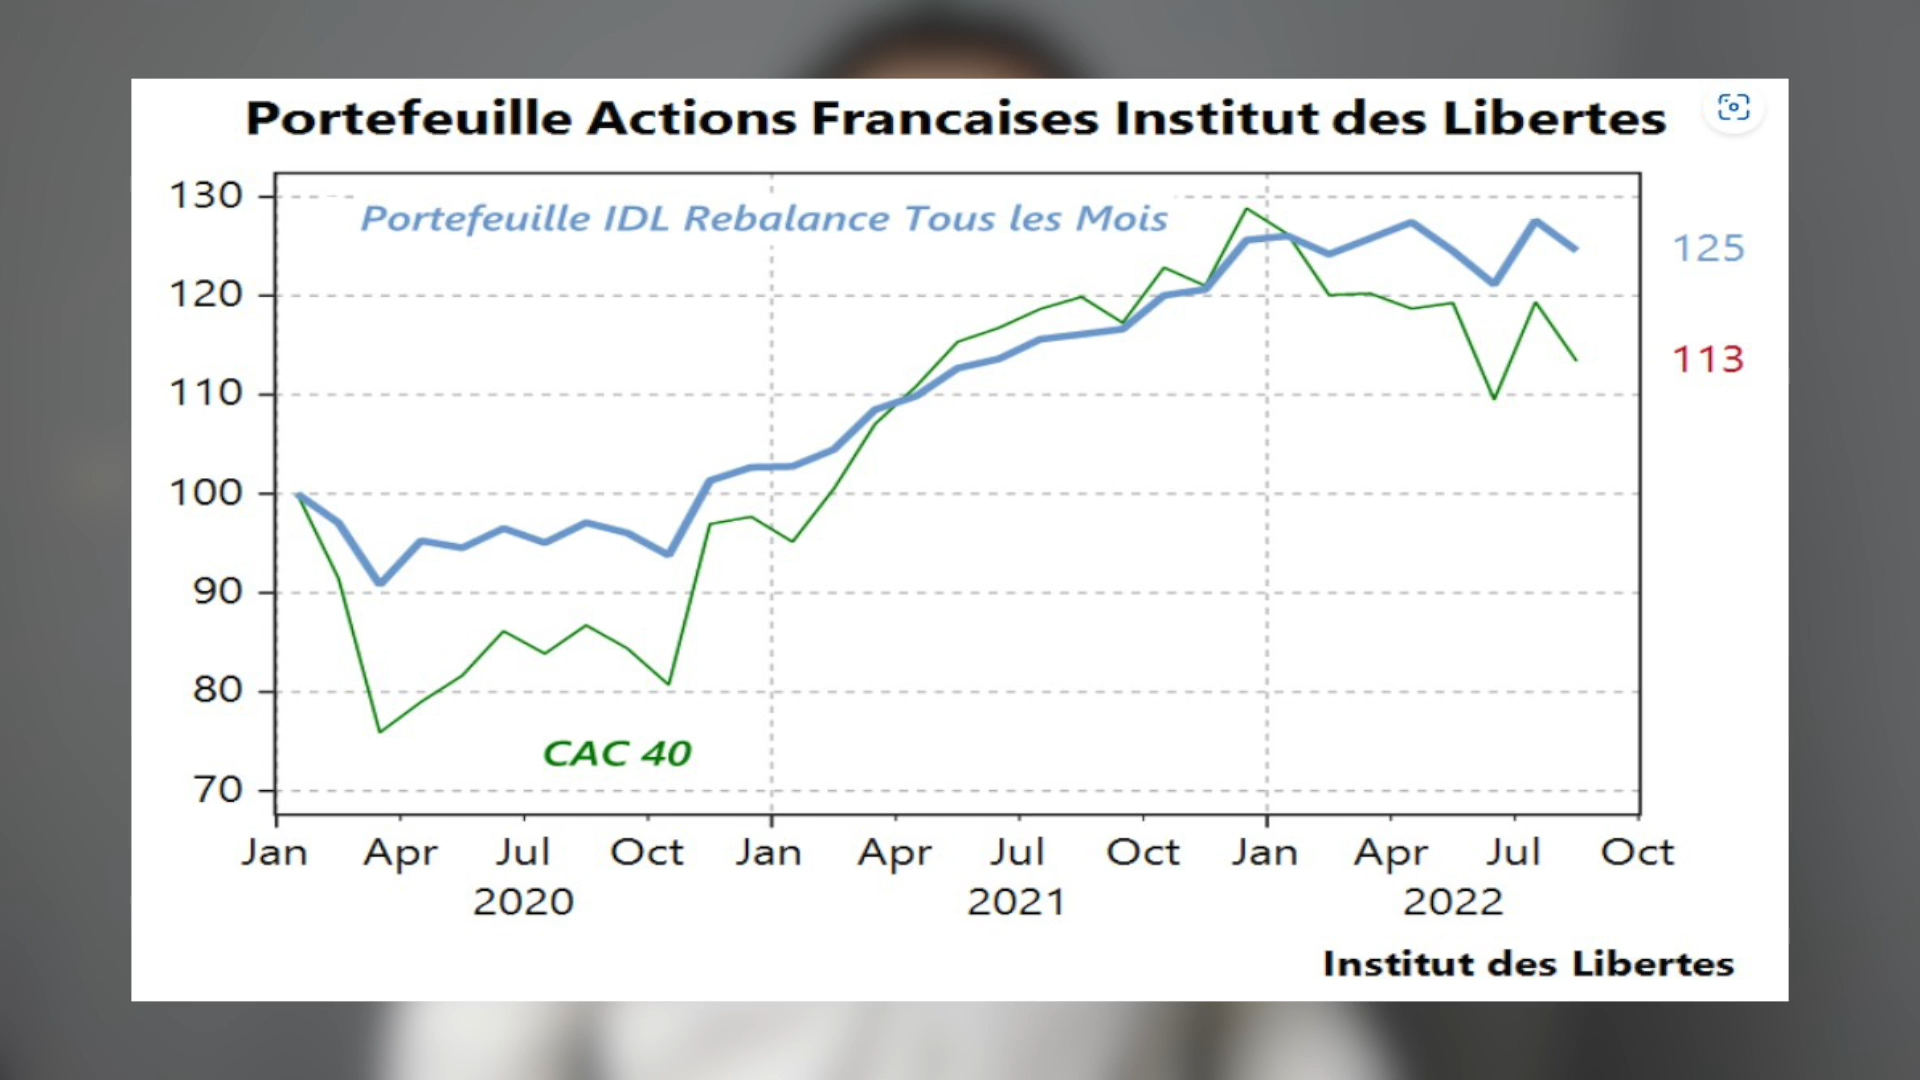 Portefeuille Actions Francaises Institut des Libertes
130
Portefeuille IDL Rebalance Tous les Mois
125
120
113
110
100
90
80
CAC 40
70
Jan Apr Jul Oct Jan Apr Jul Oct Jan Apr Jul Oct
2020 2021 2022
Institut des Libertes